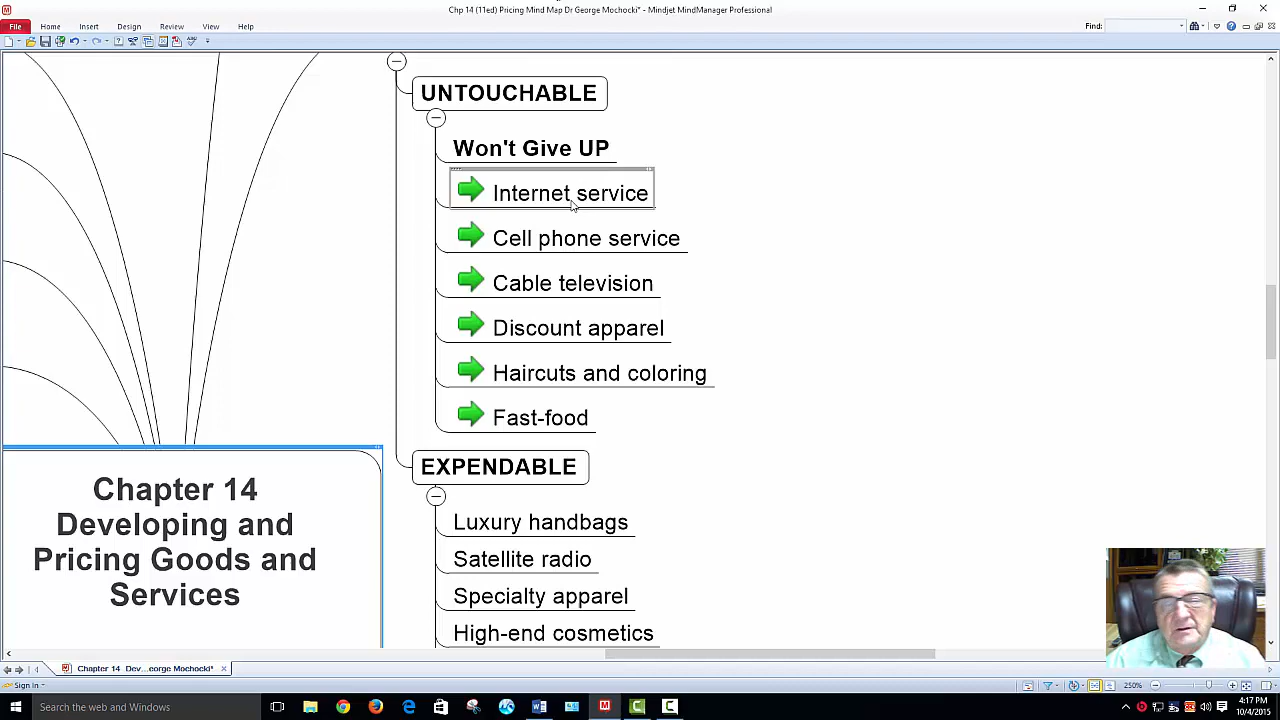 Chp 14 (11ed) Pricing Mind Map Dr George Mochocki* - Mindjet MindManager Professional
File Home Insert Design Review View Help
Find:
UNTOUCHABLE
Won't Give UP
Internet service
Cell phone service
Cable television
Discount apparel
Haircuts and coloring
Fast-food
EXPENDABLE
Luxury handbags
Satellite radio
Specialty apparel
High-end cosmetics
Chapter 14
Developing and
Pricing Goods and
Services
Chapter 14 Dev...eorge Mochocki*
Sign In
250%
Search the web and Windows
4:17 PM
10/4/2015